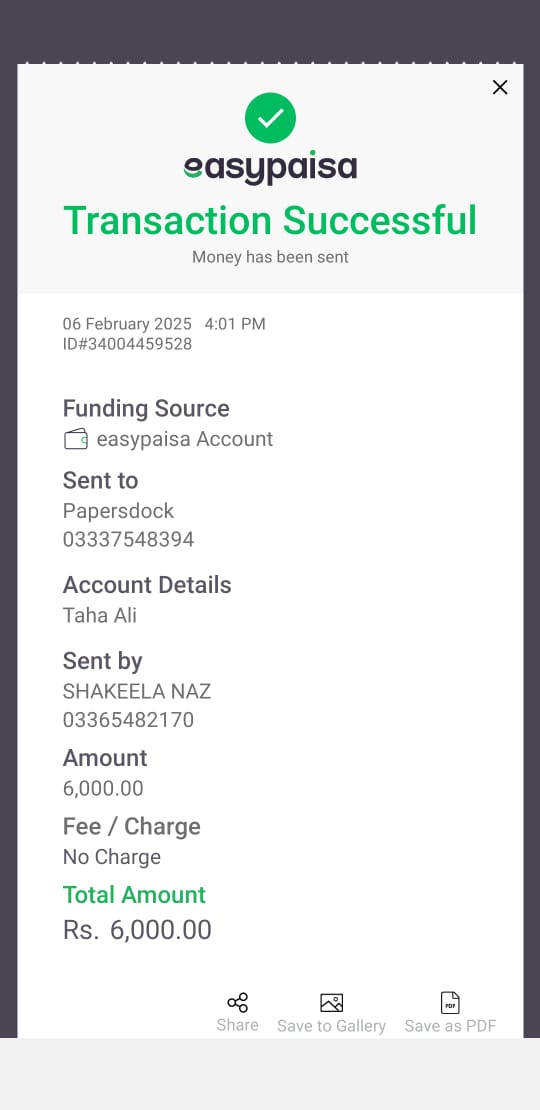 easypaisa
Transaction Successful
Money has been sent
06 February 2025 4:01 PM
ID#34004459528
Funding Source
easypaisa Account
Sent to
Papersdock
03337548394
Account Details
Taha Ali
Sent by
SHAKEELA NAZ
03365482170
Amount
6,000.00
Fee / Charge
No Charge
Total Amount
Rs. 6,000.00
PDF
Share Save to Gallery Save as PDF